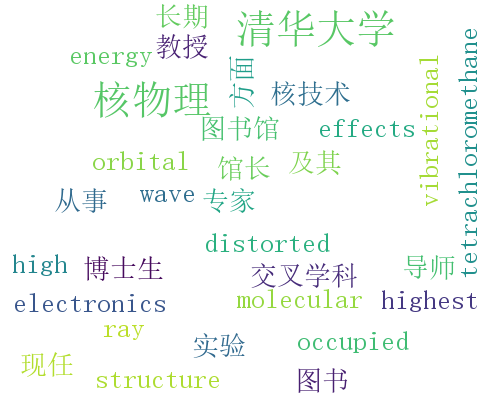 长期
清华大学
教授
energy
方面
vibrational
tetrachloromethane
核物理
核技术
图书馆
effects
orbital
馆长
及其
从事
wave
专家
distorted
high
博士生
交叉学科
导师
electronics
molecular
highest
ray
实验
occupied
现任
structure
图书